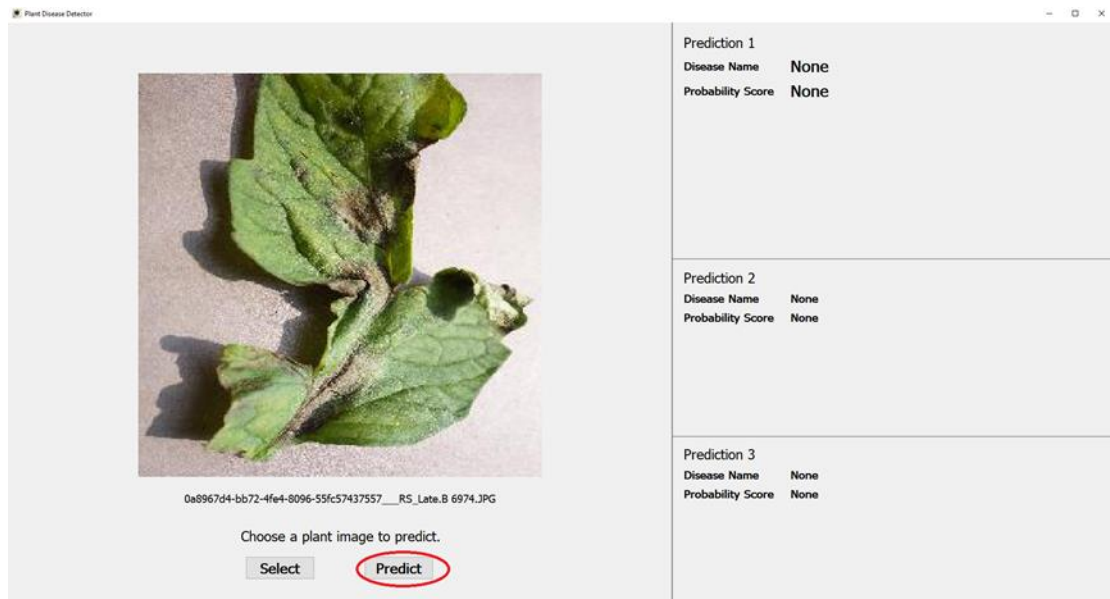 Plant Disease Detector
0a8967d4-bb72-4fe4-8096-55fc57437557___RS_Late.B 6974.JPG
Choose a plant image to predict.
Select Predict
Prediction 1
Disease Name None
Probability Score None
Prediction 2
Disease Name None
Probability Score None
Prediction 3
Disease Name None
Probability Score None